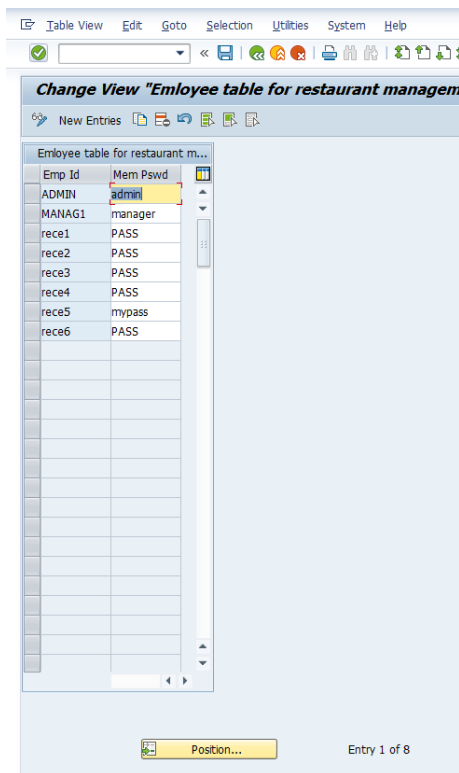 Table View Edit Goto Selection Utilities System Help
Change View "Emloyee table for restaurant managem
New Entries
Emloyee table for restaurant m...
Emp Id Mem Pswd
ADMIN admin
MANAG1 manager
rece1 PASS
rece2 PASS
rece3 PASS
rece4 PASS
rece5 mypass
rece6 PASS
Position... Entry 1 of 8